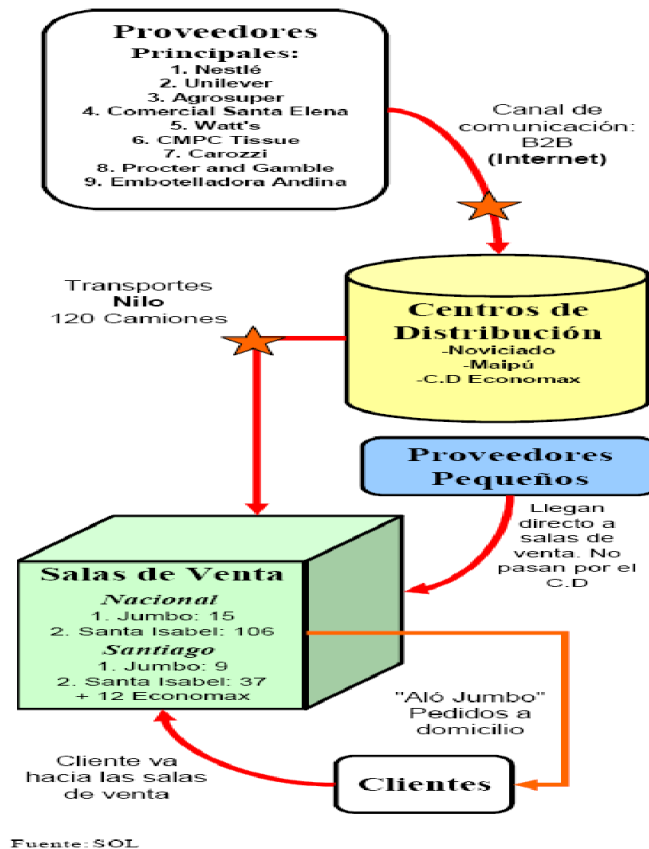 Proveedores
Principales:
1. Nestlé
2. Unilever
3. Agrosuper
4. Comercial Santa Elena
5. Watt's
6. CMPC Tissue
7. Carozzi
8. Procter and Gamble
9. Embotelladora Andina
Canal de
comunicación:
B2B
(Internet)
Transportes
Nilo
120 Camiones
Centros de
Distribución
-Noviciado
-Maipú
-C.D Economax
Proveedores
Pequeños
Llegan
directo a
salas de
venta. No
pasan por el
C.D
Salas de Venta
Nacional
1. Jumbo: 15
2. Santa Isabel: 106
Santiago
1. Jumbo: 9
2. Santa Isabel: 37
+ 12 Economax
"Aló Jumbo"
Pedidos a
domicilio
Cliente va
hacia las salas
de venta
Clientes
Fuente: SOL